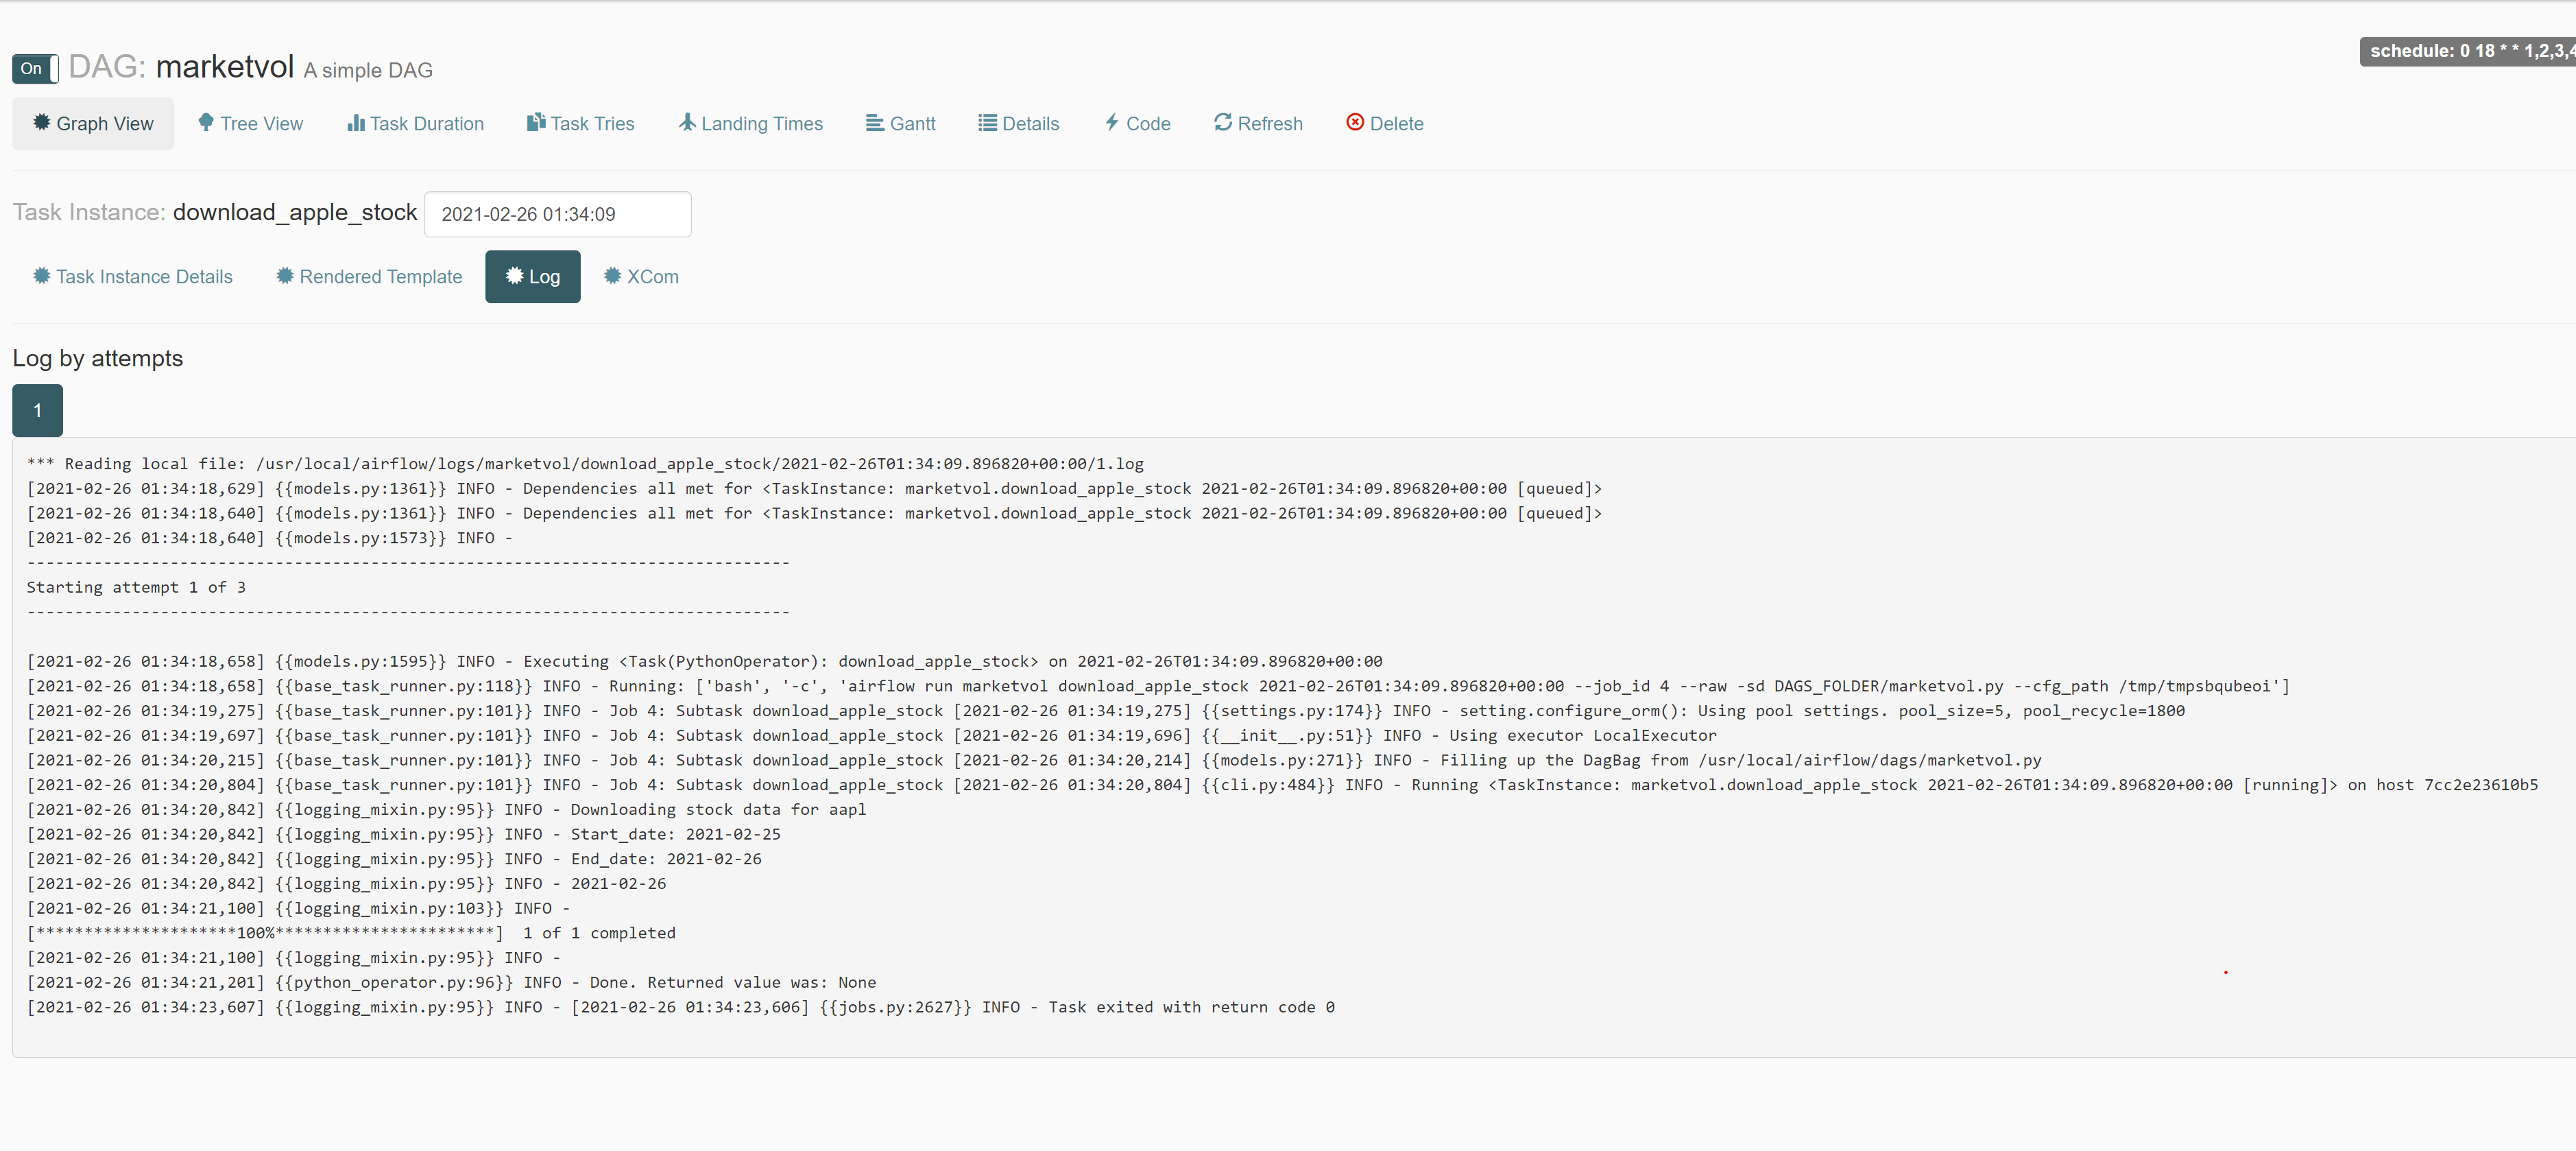 schedule: 0 18 * * 1,2,3,4
On DAG: marketvol A simple DAG
Graph View Tree View Task Duration Task Tries Landing Times Gantt Details Code Refresh Delete
Task Instance: download_apple_stock 2021-02-26 01:34:09
Task Instance Details Rendered Template Log XCom
Log by attempts
1
*** Reading local file: /usr/local/airflow/logs/marketvol/download_apple_stock/2021-02-26T01:34:09.896820+00:00/1.log
[2021-02-26 01:34:18,629] {{models.py:1361}} INFO - Dependencies all met for <TaskInstance: marketvol.download_apple_stock 2021-02-26T01:34:09.896820+00:00 [queued]>
[2021-02-26 01:34:18,640] {{models.py:1361}} INFO - Dependencies all met for <TaskInstance: marketvol.download_apple_stock 2021-02-26T01:34:09.896820+00:00 [queued]>
[2021-02-26 01:34:18,640] {{models.py:1573}} INFO -
--------------------------------------------------------------------------------
Starting attempt 1 of 3
--------------------------------------------------------------------------------
[2021-02-26 01:34:18,658] {{models.py:1595}} INFO - Executing <Task(PythonOperator): download_apple_stock> on 2021-02-26T01:34:09.896820+00:00
[2021-02-26 01:34:18,658] {{base_task_runner.py:118}} INFO - Running: ['bash', '-c', 'airflow run marketvol download_apple_stock 2021-02-26T01:34:09.896820+00:00 --job_id 4 --raw -sd DAGS_FOLDER/marketvol.py --cfg_path /tmp/tmpsbqubeoi']
[2021-02-26 01:34:19,275] {{base_task_runner.py:101}} INFO - Job 4: Subtask download_apple_stock [2021-02-26 01:34:19,275] {{settings.py:174}} INFO - setting.configure_orm(): Using pool settings. pool_size=5, pool_recycle=1800
[2021-02-26 01:34:19,697] {{base_task_runner.py:101}} INFO - Job 4: Subtask download_apple_stock [2021-02-26 01:34:19,696] {{__init__.py:51}} INFO - Using executor LocalExecutor
[2021-02-26 01:34:20,215] {{base_task_runner.py:101}} INFO - Job 4: Subtask download_apple_stock [2021-02-26 01:34:20,214] {{models.py:271}} INFO - Filling up the DagBag from /usr/local/airflow/dags/marketvol.py
[2021-02-26 01:34:20,804] {{base_task_runner.py:101}} INFO - Job 4: Subtask download_apple_stock [2021-02-26 01:34:20,804] {{cli.py:484}} INFO - Running <TaskInstance: marketvol.download_apple_stock 2021-02-26T01:34:09.896820+00:00 [running]> on host 7cc2e23610b5
[2021-02-26 01:34:20,842] {{logging_mixin.py:95}} INFO - Downloading stock data for aapl
[2021-02-26 01:34:20,842] {{logging_mixin.py:95}} INFO - Start_date: 2021-02-25
[2021-02-26 01:34:20,842] {{logging_mixin.py:95}} INFO - End_date: 2021-02-26
[2021-02-26 01:34:20,842] {{logging_mixin.py:95}} INFO - 2021-02-26
[2021-02-26 01:34:21,100] {{logging_mixin.py:103}} INFO -
[*********************100%***********************]  1 of 1 completed
[2021-02-26 01:34:21,100] {{logging_mixin.py:95}} INFO -
[2021-02-26 01:34:21,201] {{python_operator.py:96}} INFO - Done. Returned value was: None
[2021-02-26 01:34:23,607] {{logging_mixin.py:95}} INFO - [2021-02-26 01:34:23,606] {{jobs.py:2627}} INFO - Task exited with return code 0